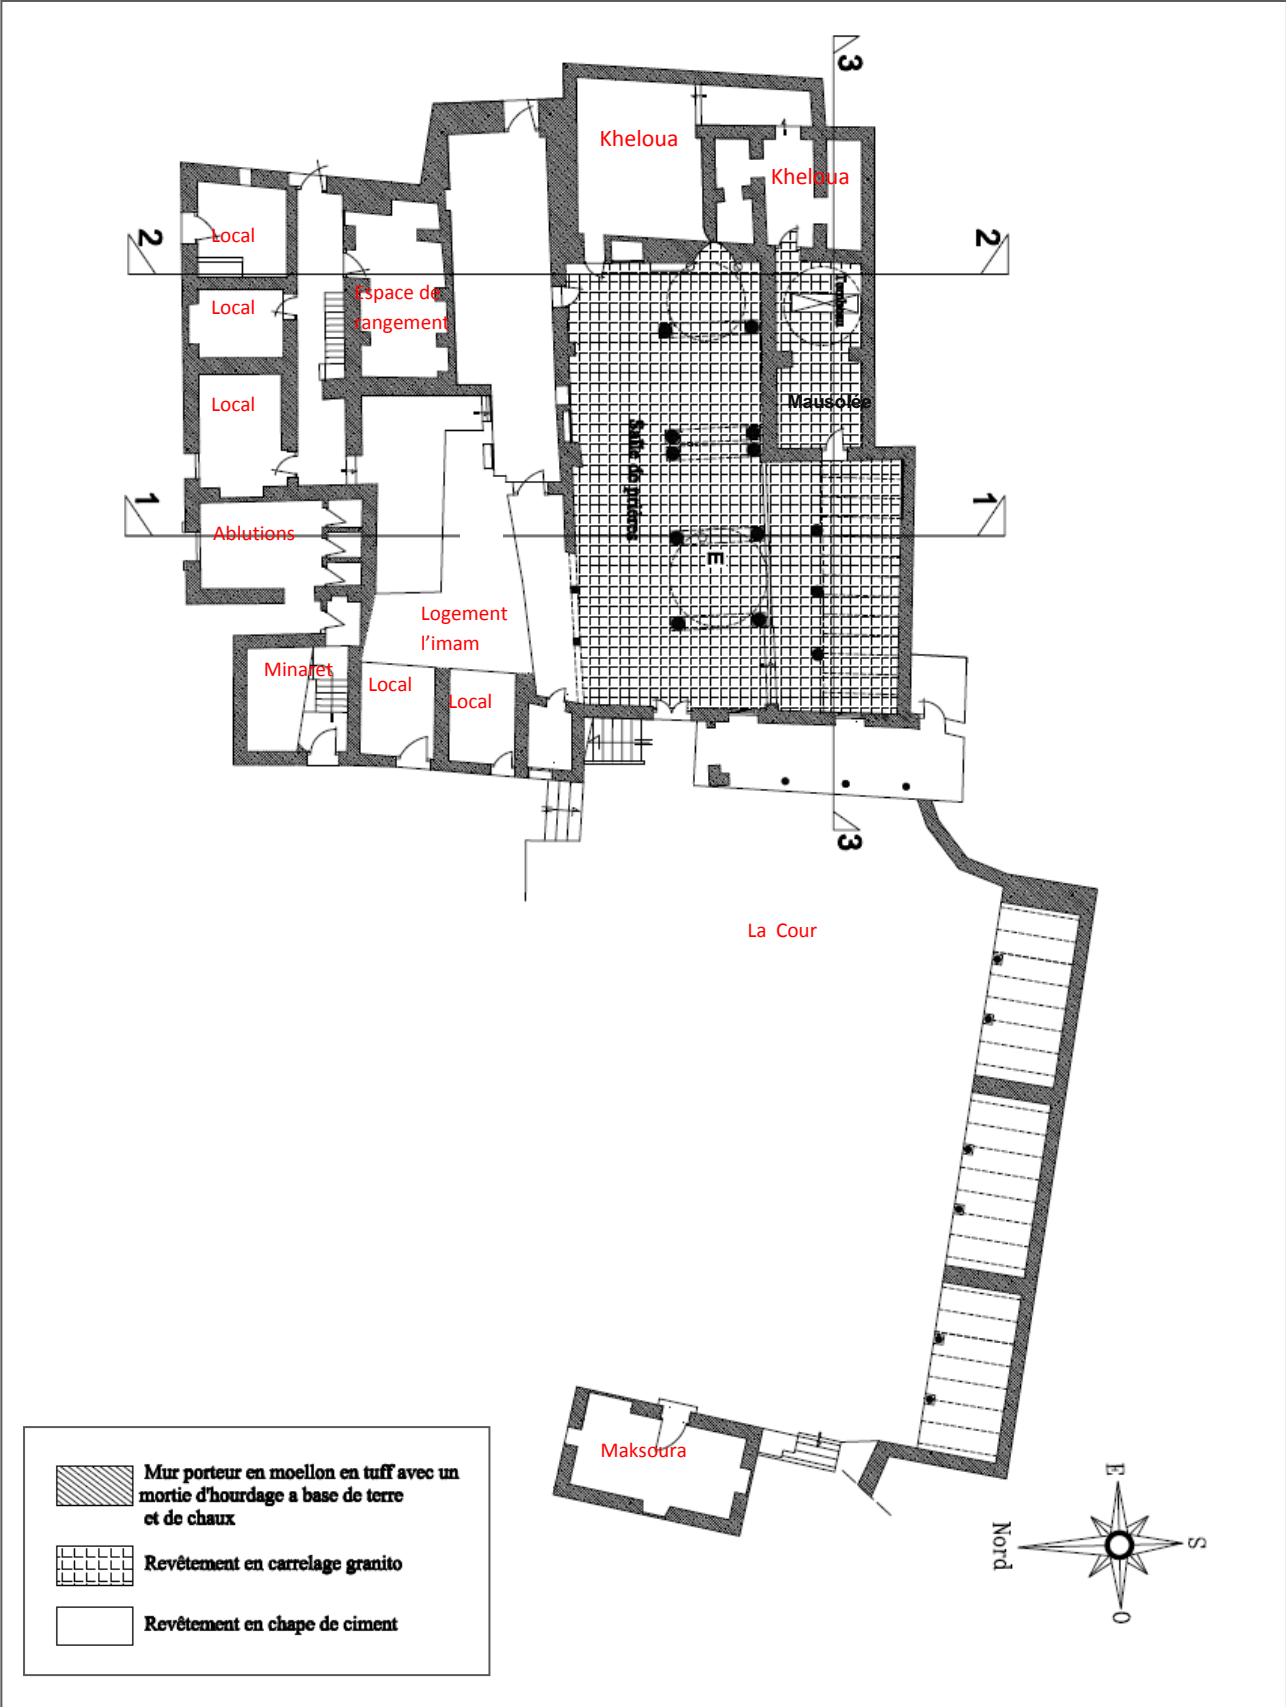 3
Kheloua
Kheloua
2
2
Local
Local
Espace de
rangement
Tombeau
Local
Mausolée
Salle de prières
1
1
Ablutions
E
Logement
l'imam
Minaret
Local
Local
3
La Cour
Maksoura
Mur porteur en moellon en tuff avec un
mortie d'hourdage a base de terre
et de chaux
Revêtement en carrelage granito
Revêtement en chape de ciment
E
S
Nord
O